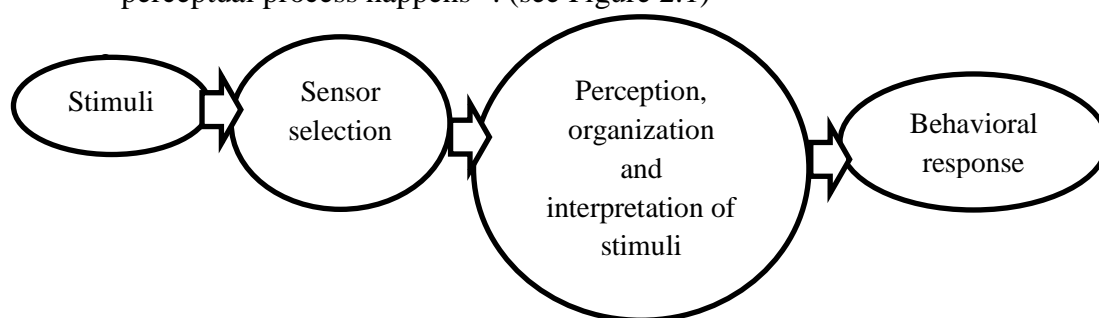 perceptual process happens". (see Figure 2.1)
Stimuli
Sensor
selection
Perception,
organization
and
interpretation of
stimuli
Behavioral
response